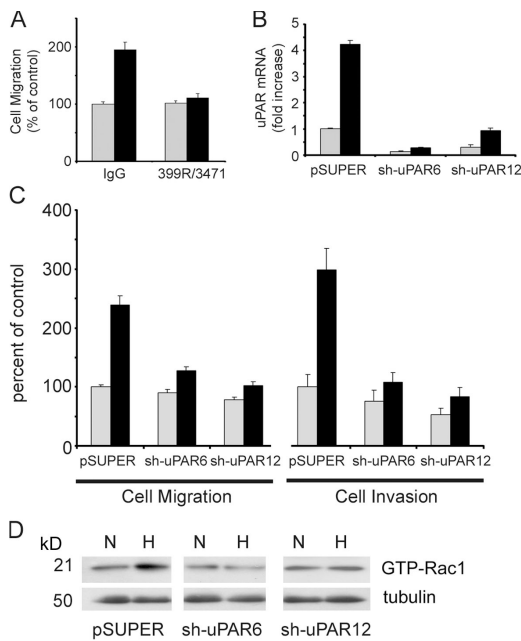 A
Cell Migration
(% of control)
200
100
0
IgG 399R/3471
B
uPAR mRNA
(fold increase)
5
4
3
2
1
0
pSUPER sh-uPAR6 sh-uPAR12
C
percent of control
400
300
200
100
0
pSUPER sh-uPAR6 sh-uPAR12 pSUPER sh-uPAR6 sh-uPAR12
Cell Migration Cell Invasion
D
kD N H N H N H
21 GTP-Rac1
50 tubulin
pSUPER sh-uPAR6 sh-uPAR12